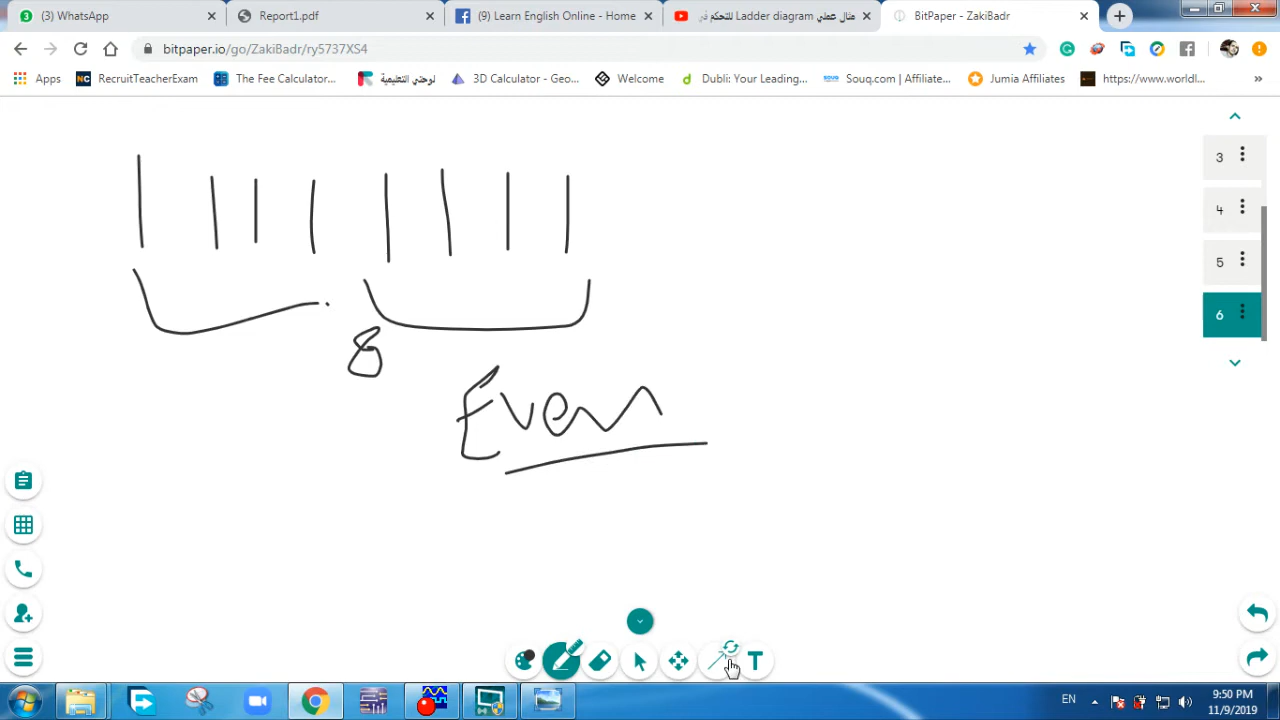 (3) WhatsApp
Report1.pdf
(9) Learn English Online - Home
مثال عملي Ladder diagram للتحكم في
BitPaper - ZakiBadr
bitpaper.io/go/ZakiBadr/ry5737XS4
Apps
RecruitTeacherExam
The Fee Calculator...
لوحتي التنظيمية
3D Calculator - Geo...
Welcome
Dubli: Your Leading...
Souq.com | Affiliate...
Jumia Affiliates
https://www.worldl...
3
4
5
6
8
Even
T
EN
9:50 PM
11/9/2019